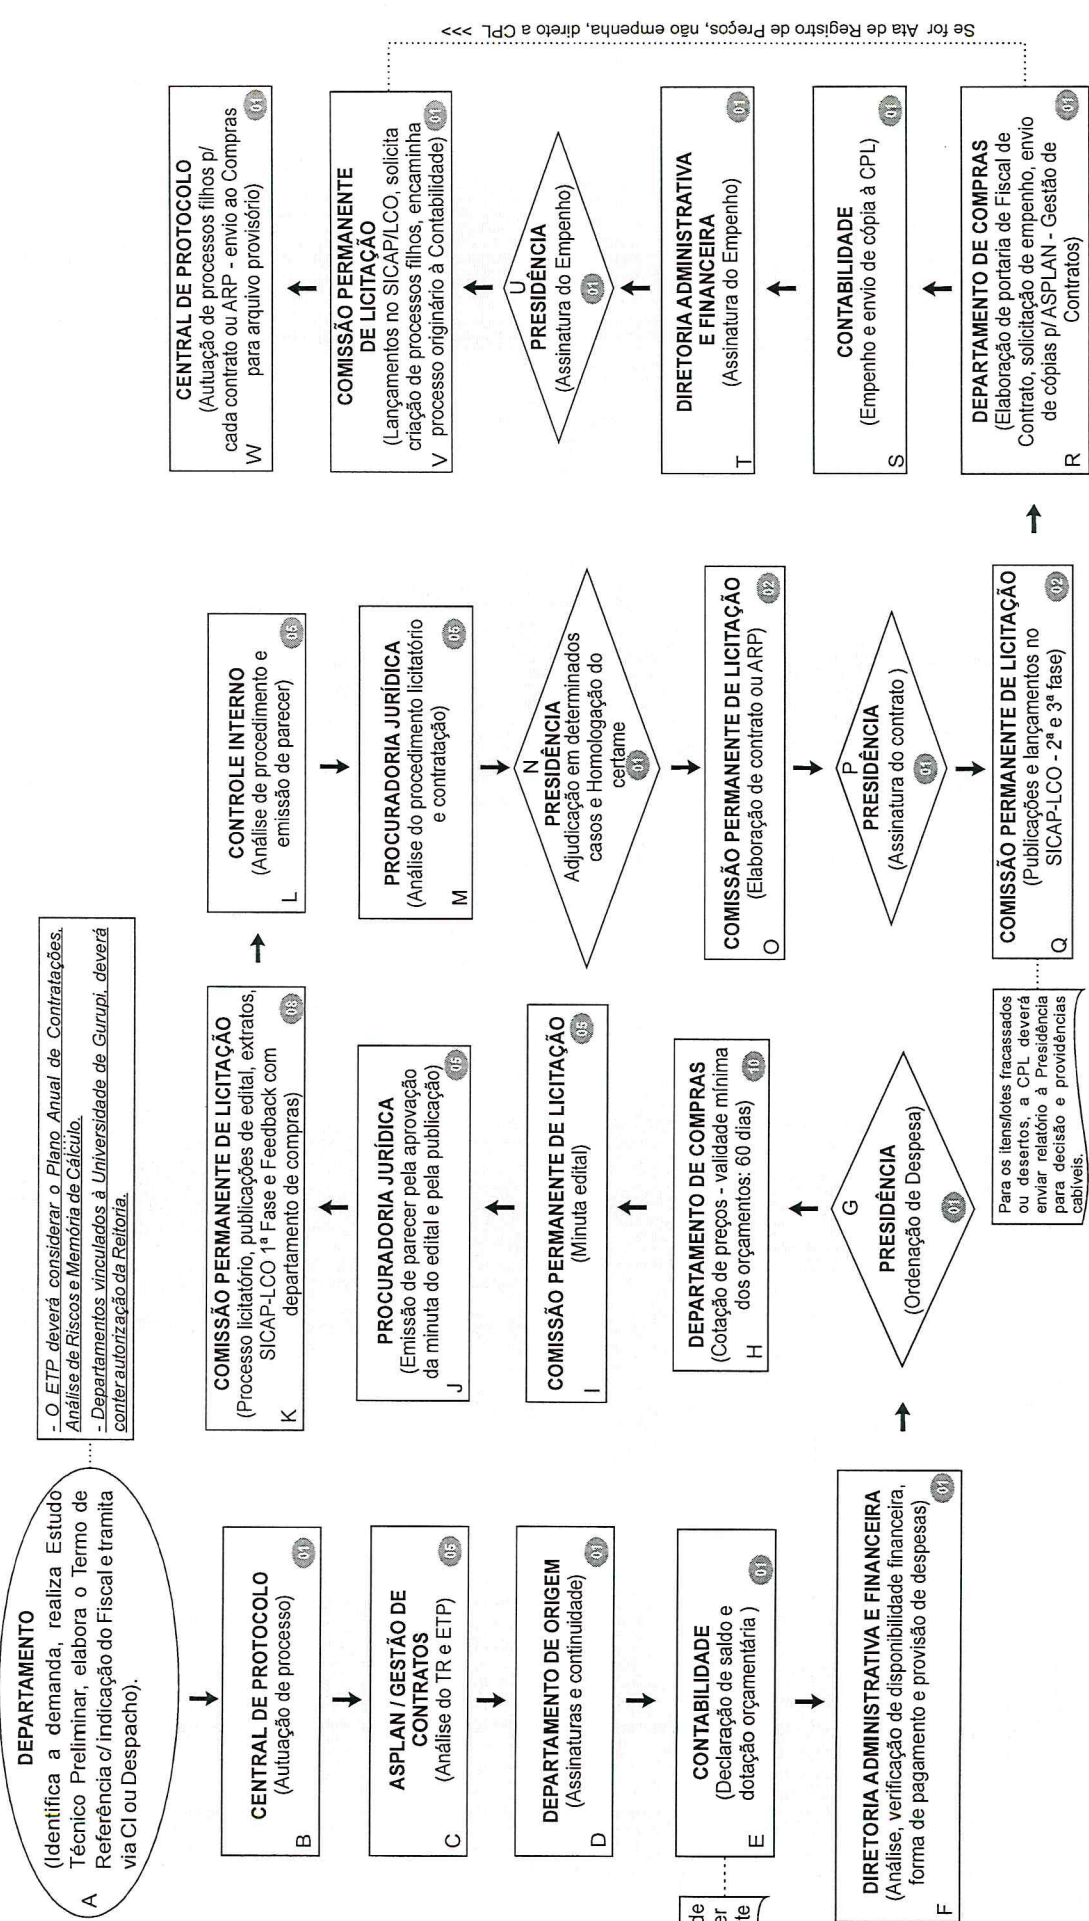 DEPARTAMENTO
(Identifica a demanda, realiza Estudo
Técnico Preliminar, elabora o Termo de
Referência c/ indicação do Fiscal e tramita
via CI ou Despacho).
A
- O ETP deverá considerar o Plano Anual de Contratações,
Análise de Riscos e Memória de Cálculo.
- Departamentos vinculados à Universidade de Gurupi, deverá
conter autorização da Reitoria.
CENTRAL DE PROTOCOLO
(Autuação de processo)
B
01
ASPLAN / GESTÃO DE
CONTRATOS
(Análise do TR e ETP)
C
05
DEPARTAMENTO DE ORIGEM
(Assinaturas e continuidade)
D
01
CONTABILIDADE
(Declaração de saldo e
dotação orçamentária )
E
01
de
DIRETORIA ADMINISTRATIVA E FINANCEIRA
(Análise, verificação de disponibilidade financeira,
forma de pagamento e provisão de despesas)
F
01
G
PRESIDÊNCIA
(Ordenação de Despesa)
01
DEPARTAMENTO DE COMPRAS
(Cotação de preços - validade mínima
dos orçamentos: 60 dias)
H
10
COMISSÃO PERMANENTE DE LICITAÇÃO
(Minuta edital)
I
05
PROCURADORIA JURÍDICA
(Emissão de parecer pela aprovação
da minuta do edital e pela publicação)
J
05
COMISSÃO PERMANENTE DE LICITAÇÃO
(Processo licitatório, publicações de edital, extratos,
SICAP-LCO 1ª Fase e Feedback com
departamento de compras)
K
CONTROLE INTERNO
(Análise de procedimento e
emissão de parecer)
L
05
PROCURADORIA JURÍDICA
(Análise do procedimento licitatório
e contratação)
M
05
N
PRESIDÊNCIA
Adjudicação em determinados
casos e Homologação do
certame
01
COMISSÃO PERMANENTE DE LICITAÇÃO
(Elaboração de contrato ou ARP)
O
02
P
PRESIDÊNCIA
(Assinatura do contrato )
01
COMISSÃO PERMANENTE DE LICITAÇÃO
(Publicações e lançamentos no
SICAP-LCO - 2ª e 3ª fase)
Q
02
Para os itens/lotes fracassados
ou desertos, a CPL deverá
enviar relatório à Presidência
para decisão e providências
cabíveis.
DEPARTAMENTO DE COMPRAS
(Elaboração de portaria de Fiscal de
Contrato, solicitação de empenho, envio
de cópias p/ ASPLAN - Gestão de
Contratos)
R
01
CONTABILIDADE
(Empenho e envio de cópia à CPL)
S
01
DIRETORIA ADMINISTRATIVA
E FINANCEIRA
(Assinatura do Empenho)
T
01
U
PRESIDÊNCIA
(Assinatura do Empenho)
01
COMISSÃO PERMANENTE
DE LICITAÇÃO
(Lançamentos no SICAP/LCO, solicita
criação de processos filhos, encaminha
processo originário à Contabilidade)
V
01
CENTRAL DE PROTOCOLO
(Autuação de processos filhos p/
cada contrato ou ARP - envio ao Compras
para arquivo provisório)
W
01
Se for Ata de Registro de Preços, não empenha, direto a CPL >>>